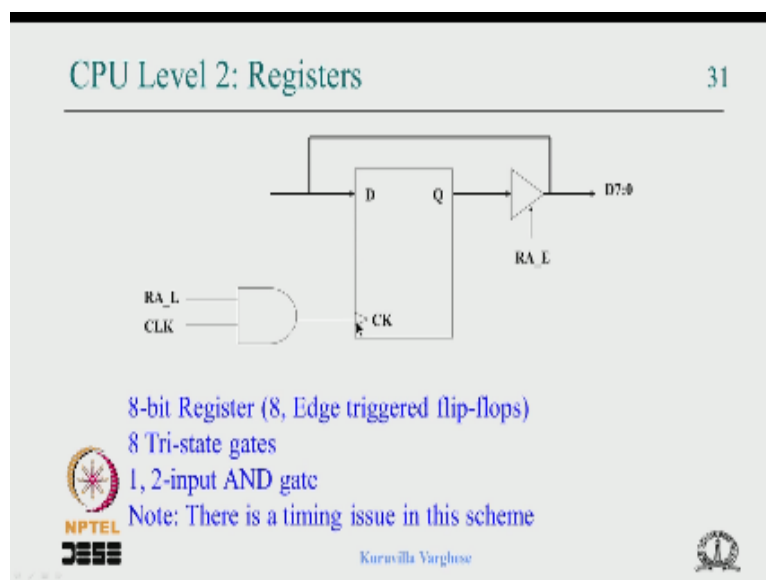 CPU Level 2: Registers
31
D
Q
D7:0
RA_E
RA_L
CLK
CK
8-bit Register (8, Edge triggered flip-flops)
8 Tri-state gates
1, 2-input AND gate
Note: There is a timing issue in this scheme
NPTEL
DESE
Kuruvilla Varghese